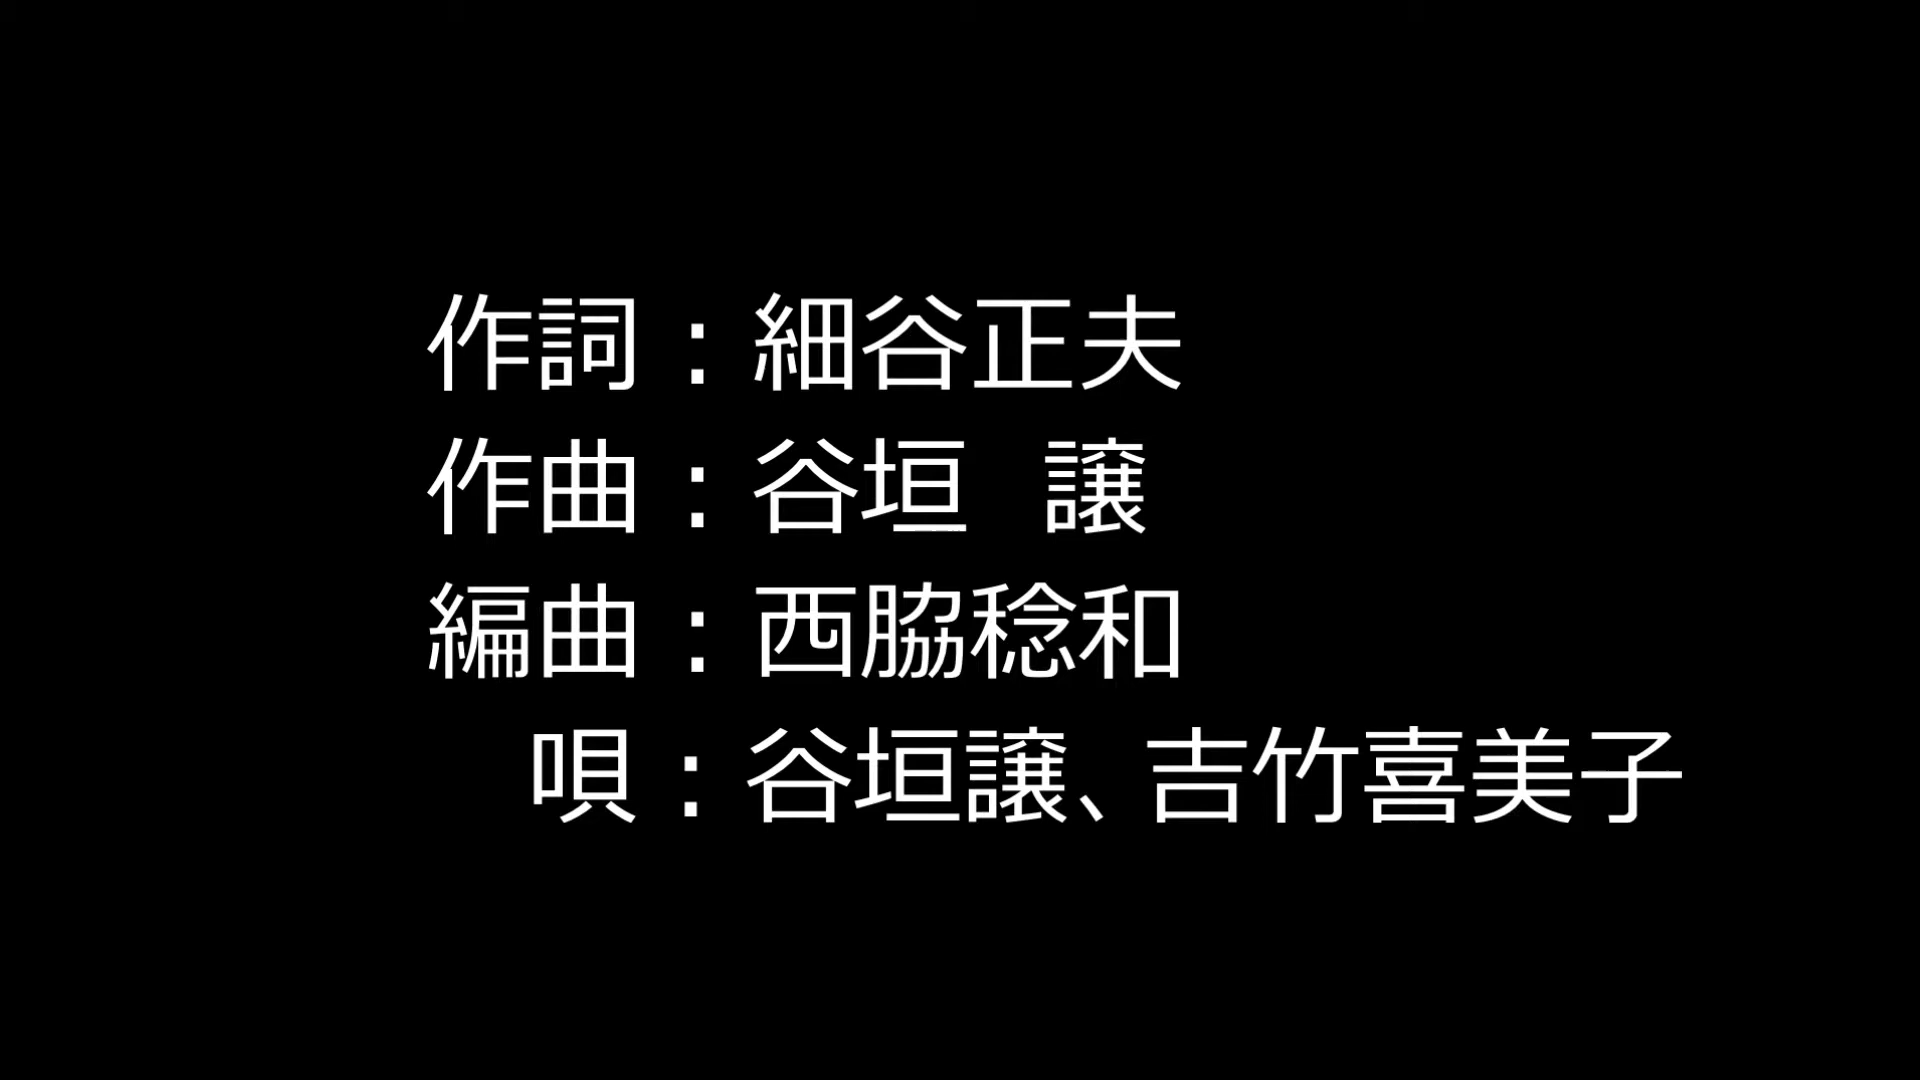 作詞：細谷正夫
作曲：谷垣　譲
編曲：西脇稔和
唄：谷垣譲、吉竹喜美子